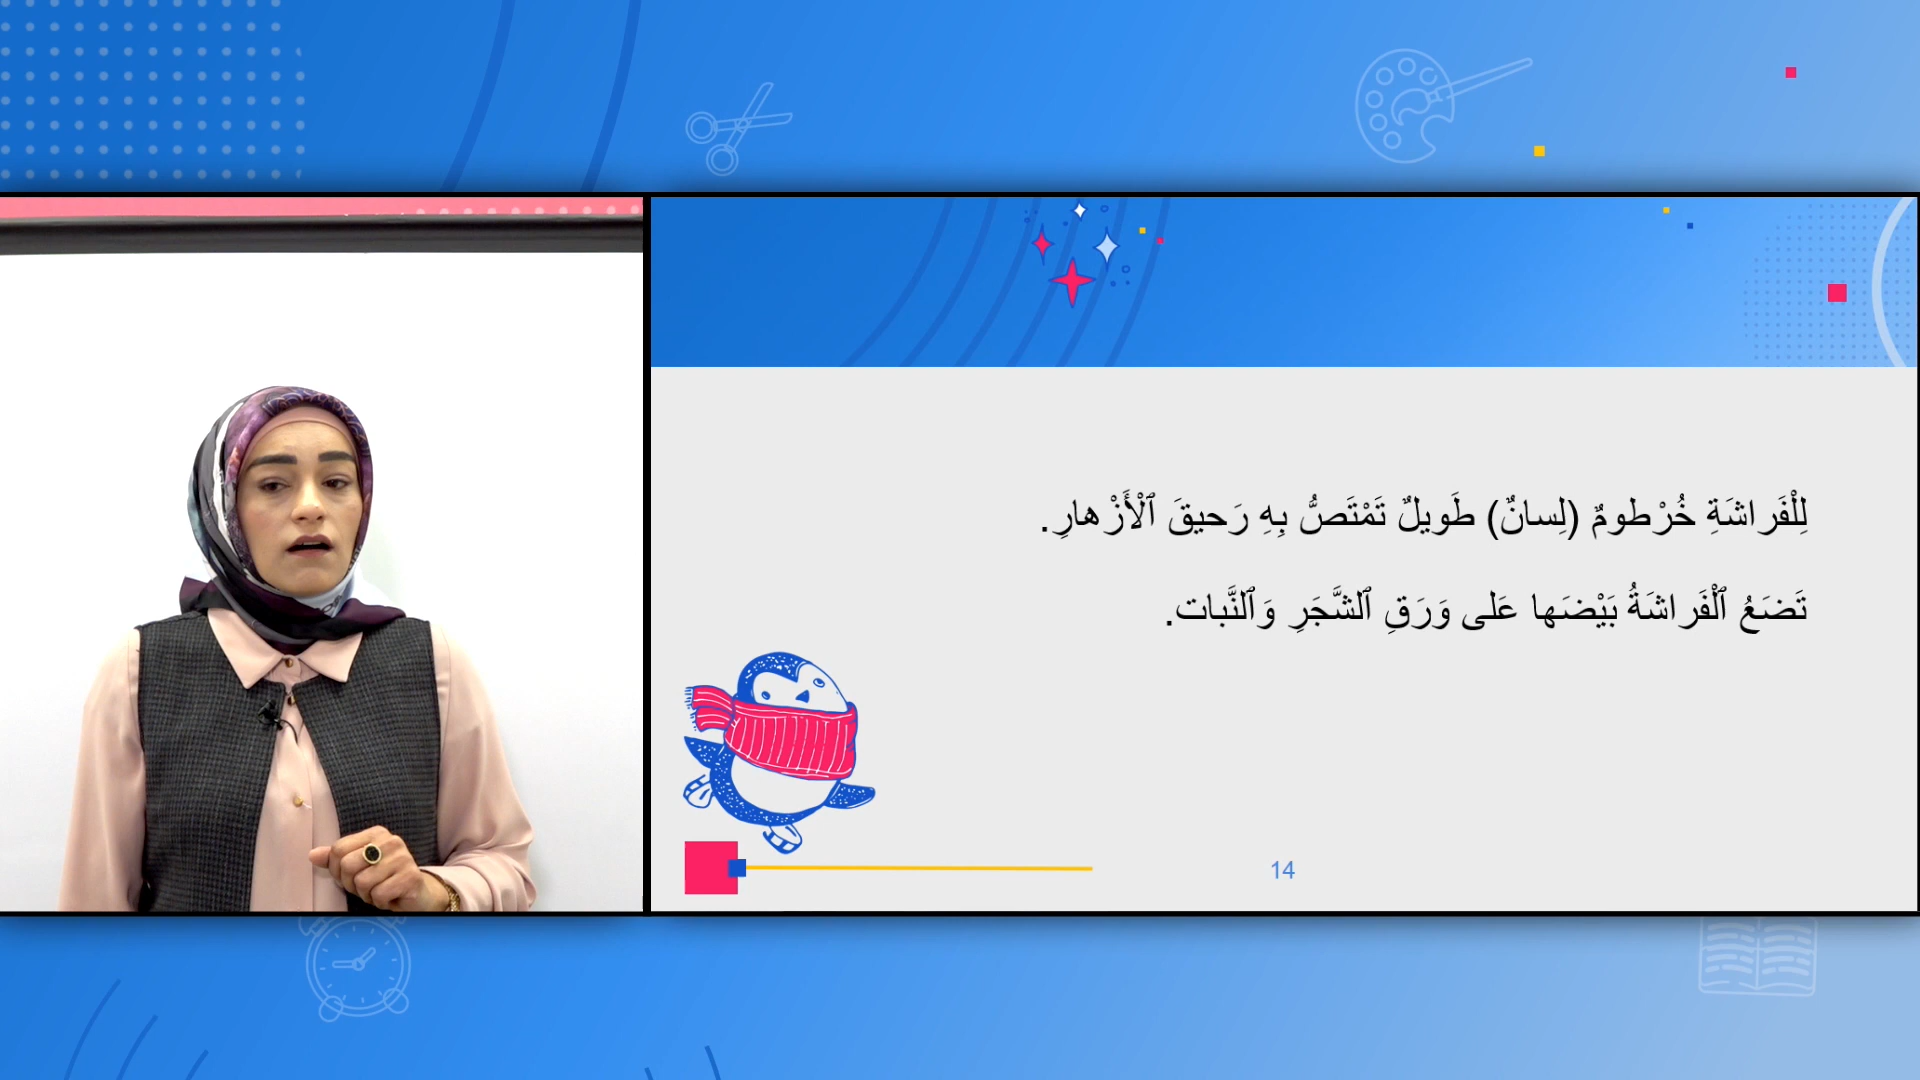 لِلْفَراشَةِ خُرْطومٌ (لِسانٌ) طَويلٌ تَمْتَصُّ بِهِ رَحيقَ ٱلْأَزْهارِ.
تَضَعُ ٱلْفَراشَةُ بَيْضَها عَلى وَرَقِ ٱلشَّجَرِ وَٱلنَّبات.
14